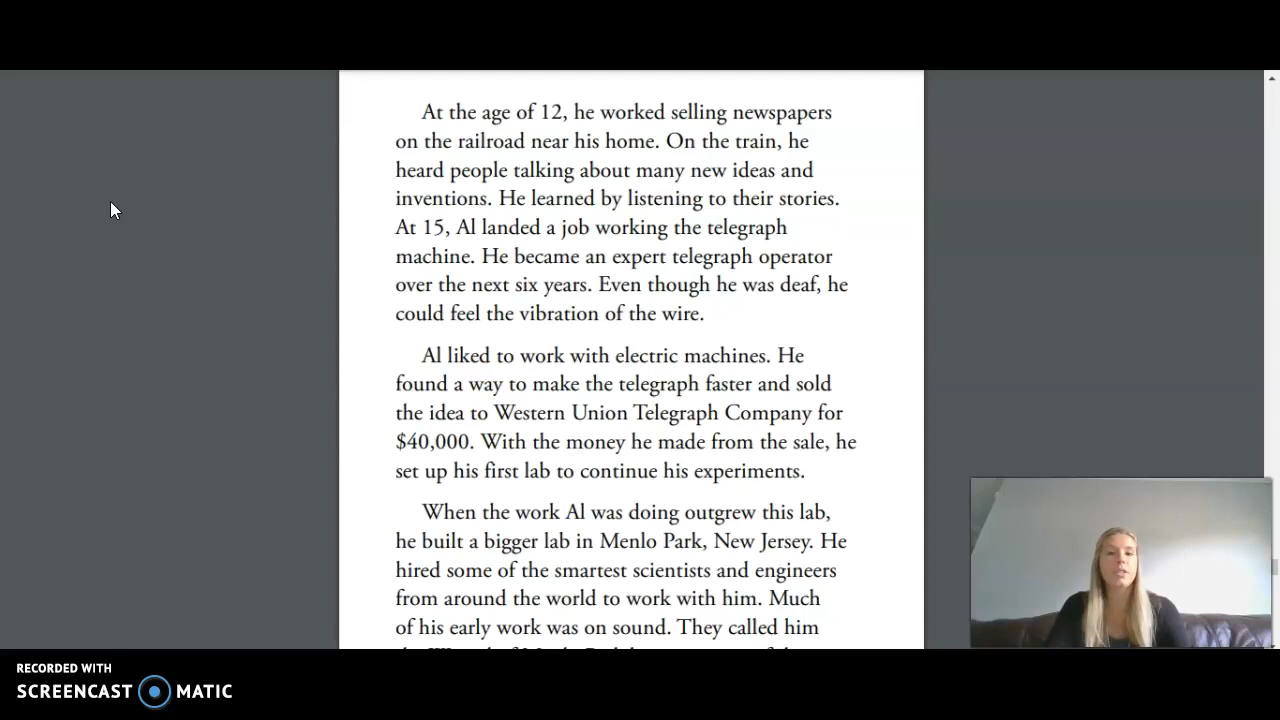 At the age of 12, he worked selling newspapers
on the railroad near his home. On the train, he
heard people talking about many new ideas and
inventions. He learned by listening to their stories.
At 15, Al landed a job working the telegraph
machine. He became an expert telegraph operator
over the next six years. Even though he was deaf, he
could feel the vibration of the wire.
Al liked to work with electric machines. He
found a way to make the telegraph faster and sold
the idea to Western Union Telegraph Company for
$40,000. With the money he made from the sale, he
set up his first lab to continue his experiments.
When the work Al was doing outgrew this lab,
he built a bigger lab in Menlo Park, New Jersey. He
hired some of the smartest scientists and engineers
from around the world to work with him. Much
of his early work was on sound. They called him
RECORDED WITH
SCREENCAST MATIC